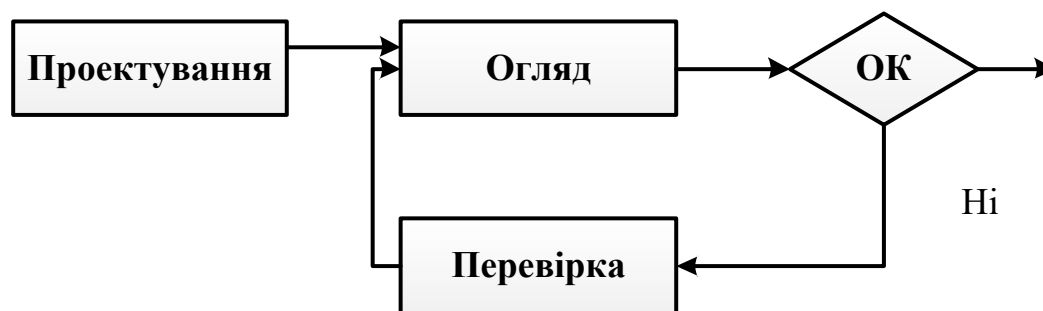 Проектування
Огляд
ОК
Ні
Перевірка